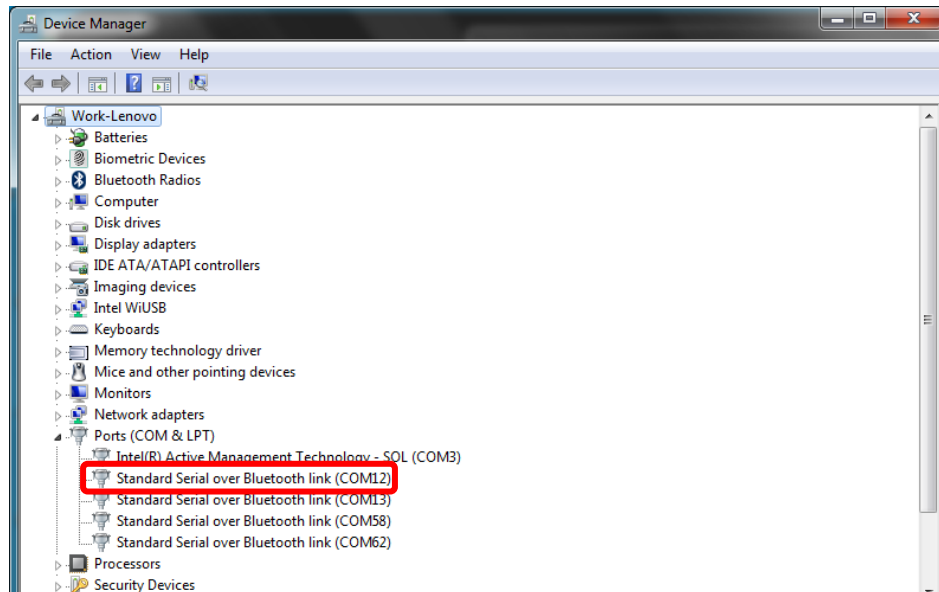 Device Manager
File Action View Help
Work-Lenovo
Batteries
Biometric Devices
Bluetooth Radios
Computer
Disk drives
Display adapters
IDE ATA/ATAPI controllers
Imaging devices
Intel WiUSB
Keyboards
Memory technology driver
Mice and other pointing devices
Monitors
Network adapters
Ports (COM & LPT)
Intel(R) Active Management Technology - SOL (COM3)
Standard Serial over Bluetooth link (COM12)
Standard Serial over Bluetooth link (COM13)
Standard Serial over Bluetooth link (COM58)
Standard Serial over Bluetooth link (COM62)
Processors
Security Devices